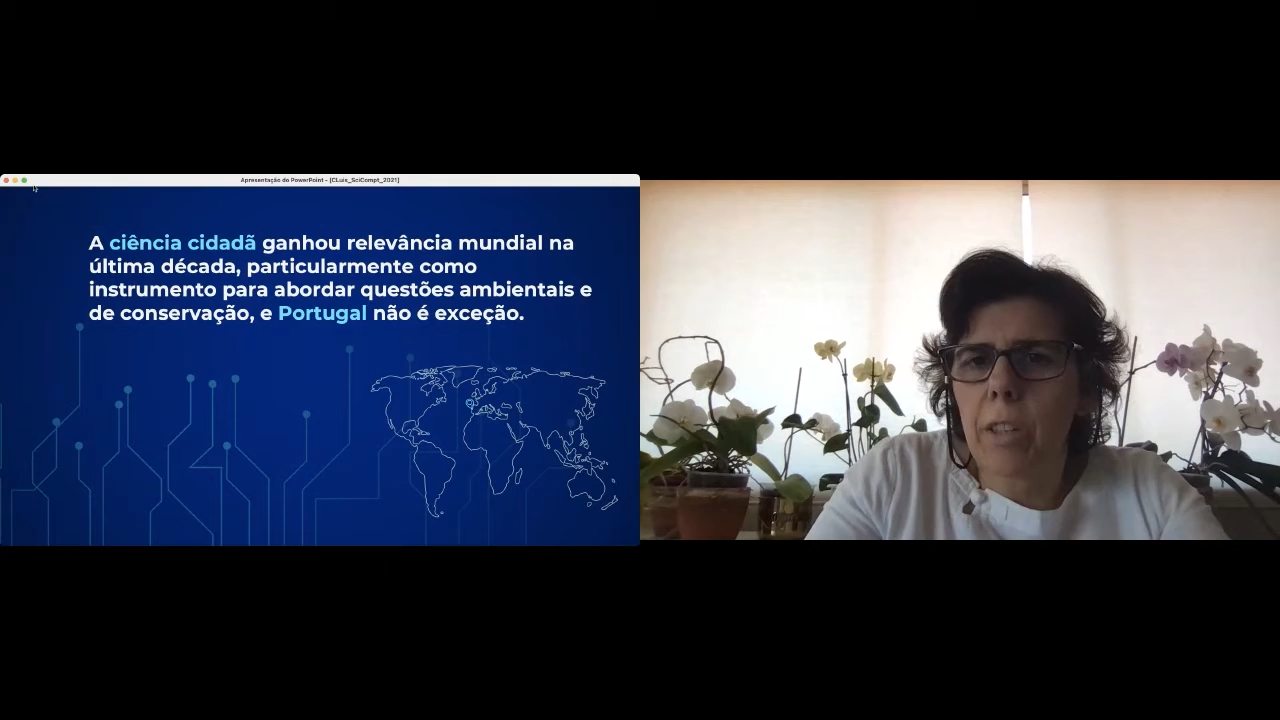 Apresentação do PowerPoint - [CLuis_SciCompt_2021]
A ciência cidadã ganhou relevância mundial na
última década, particularmente como
instrumento para abordar questões ambientais e
de conservação, e Portugal não é exceção.